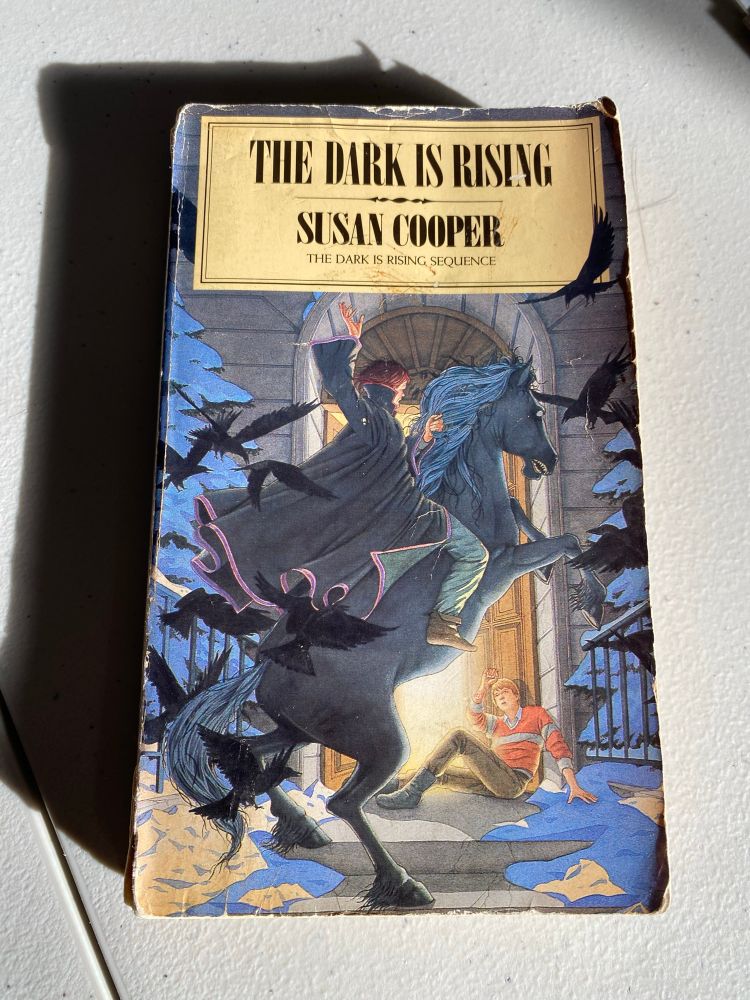 THE DARK IS RISING
SUSAN COOPER
THE DARK IS RISING SEQUENCE